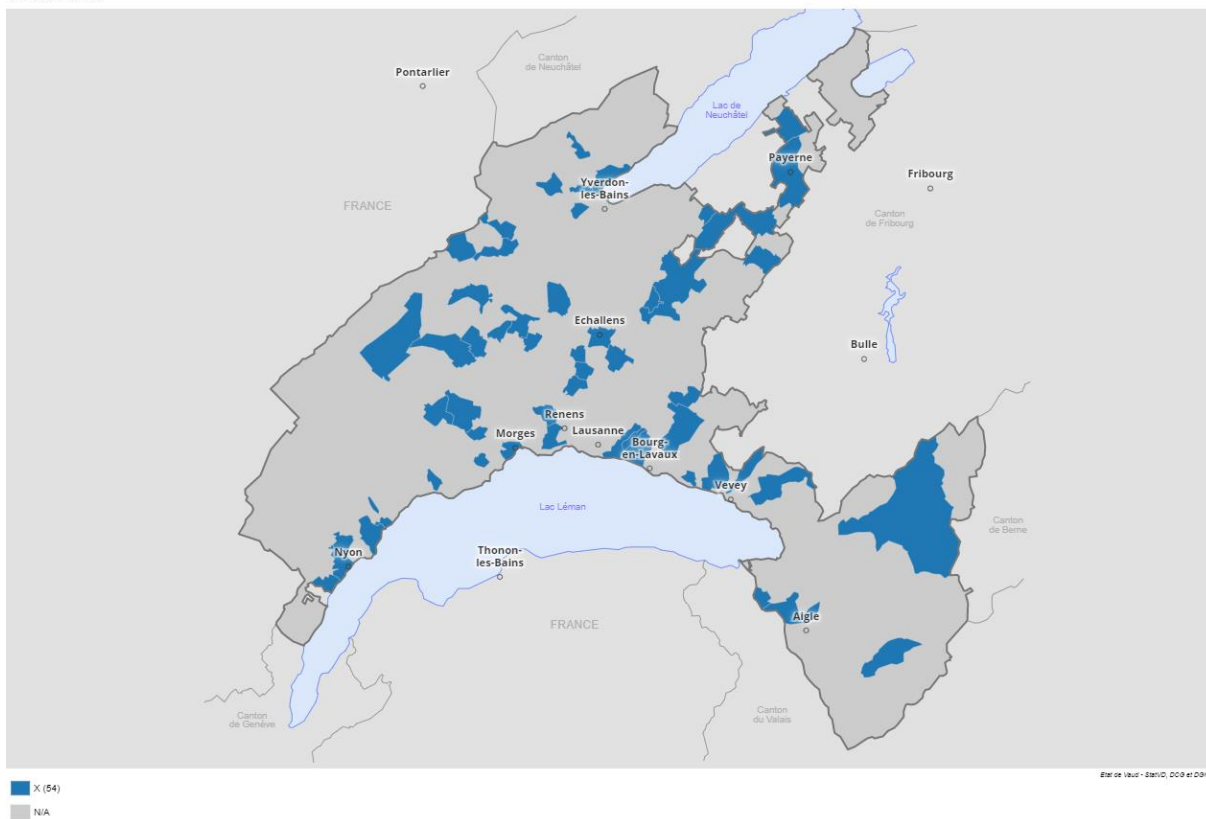 Canton
de Neuchâtel
Pontarlier
Lac de
Neuchâtel
Payerne
Fribourg
Yverdon-
les-Bains
FRANCE
Canton
de Fribourg
Echallens
Bulle
Renens
Morges
Lausanne
Bourg-
en-Lavaux
Vevey
Lac Léman
Canton
de Berne
Nyon
Thonon-
les-Bains
Aigle
FRANCE
Canton
de Genève
Canton
du Valais
X (54)
N/A
Etat de Vaud - StatVD, DCG et